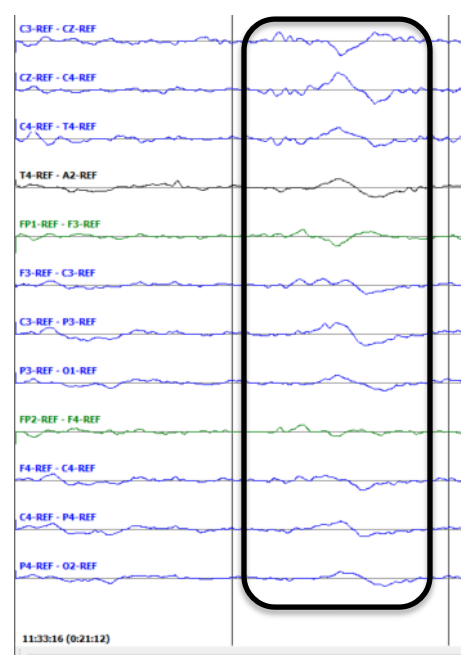 C3-REF - CZ-REF
CZ-REF - C4-REF
C4-REF - T4-REF
T4-REF - A2-REF
FP1-REF - F3-REF
F3-REF - C3-REF
C3-REF - P3-REF
P3-REF - O1-REF
FP2-REF - F4-REF
F4-REF - C4-REF
C4-REF - P4-REF
P4-REF - O2-REF
11:33:16 (0:21:12)